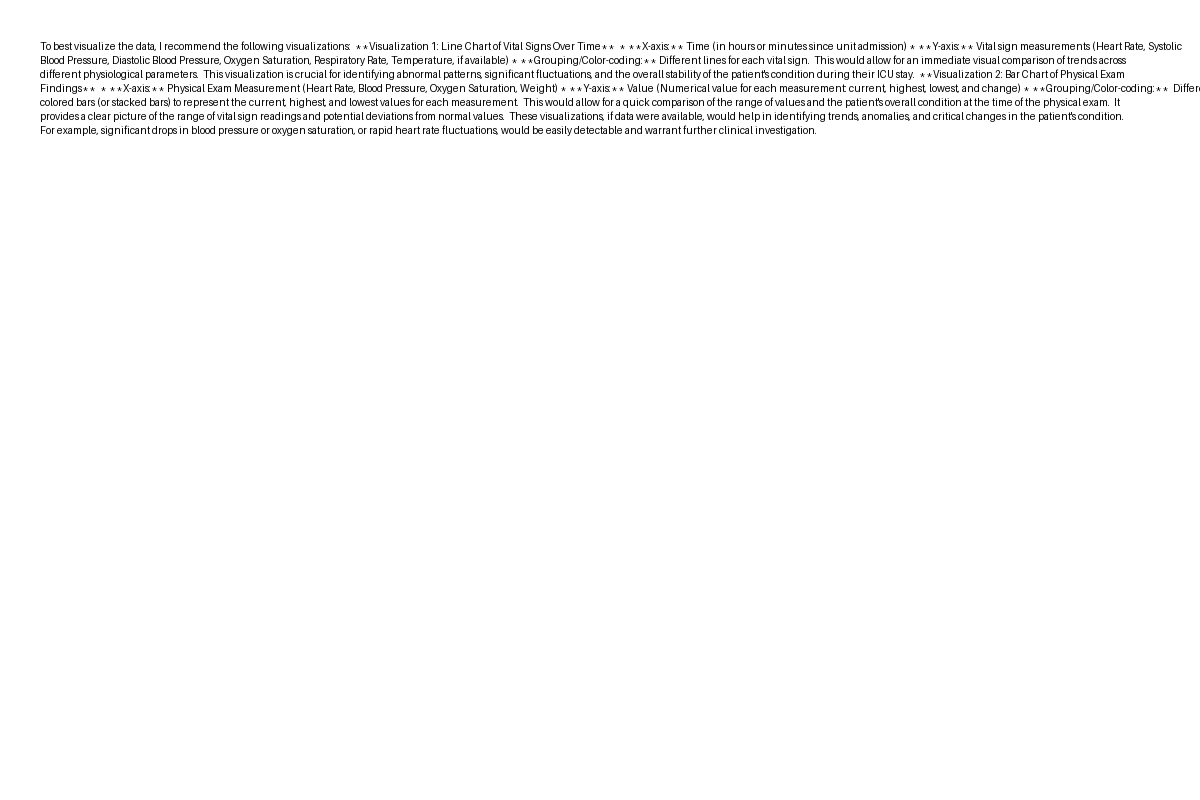 To best visualize the data, I recommend the following visualizations:  **Visualization 1: Line Chart of Vital Signs Over Time**  * **X-axis:** Time (in hours or minutes since unit admission) * **Y-axis:** Vital sign measurements (Heart Rate, Systolic
Blood Pressure, Diastolic Blood Pressure, Oxygen Saturation, Respiratory Rate, Temperature, if available) * **Grouping/Color-coding:** Different lines for each vital sign.  This would allow for an immediate visual comparison of trends across
different physiological parameters.  This visualization is crucial for identifying abnormal patterns, significant fluctuations, and the overall stability of the patient's condition during their ICU stay.  **Visualization 2: Bar Chart of Physical Exam
Findings**  * **X-axis:** Physical Exam Measurement (Heart Rate, Blood Pressure, Oxygen Saturation, Weight) * **Y-axis:** Value (Numerical value for each measurement: current, highest, lowest, and change) * **Grouping/Color-coding:**
colored bars (or stacked bars) to represent the current, highest, and lowest values for each measurement.  This would allow for a quick comparison of the range of values and the patient's overall condition at the time of the physical exam.  It
provides a clear picture of the range of vital sign readings and potential deviations from normal values.  These visualizations, if data were available, would help in identifying trends, anomalies, and critical changes in the patient's condition.
For example, significant drops in blood pressure or oxygen saturation, or rapid heart rate fluctuations, would be easily detectable and warrant further clinical investigation.